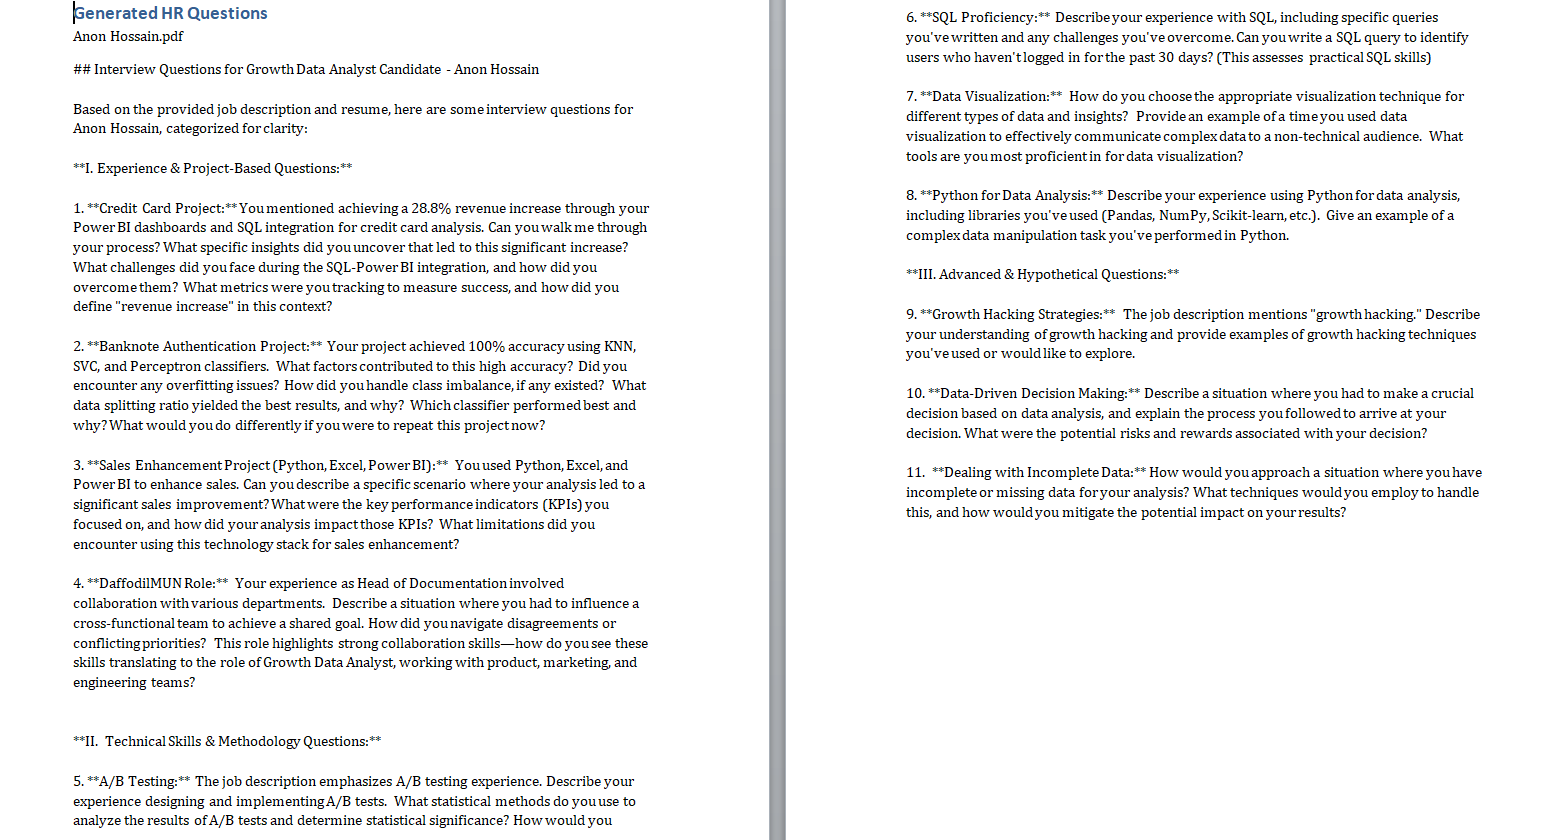 Generated HR Questions
Anon Hossain.pdf
## Interview Questions for Growth Data Analyst Candidate - Anon Hossain
Based on the provided job description and resume, here are some interview questions for
Anon Hossain, categorized for clarity:
**I. Experience & Project-Based Questions:**
1. **Credit Card Project:** You mentioned achieving a 28.8% revenue increase through your
Power BI dashboards and SQL integration for credit card analysis. Can you walk me through
your process? What specific insights did you uncover that led to this significant increase?
What challenges did you face during the SQL-Power BI integration, and how did you
overcome them? What metrics were you tracking to measure success, and how did you
define "revenue increase" in this context?
2. **Banknote Authentication Project:** Your project achieved 100% accuracy using KNN,
SVC, and Perceptron classifiers. What factors contributed to this high accuracy? Did you
encounter any overfitting issues? How did you handle class imbalance, if any existed? What
data splitting ratio yielded the best results, and why? Which classifier performed best and
why? What would you do differently if you were to repeat this project now?
3. **Sales Enhancement Project (Python, Excel, Power BI):** You used Python, Excel, and
Power BI to enhance sales. Can you describe a specific scenario where your analysis led to a
significant sales improvement? What were the key performance indicators (KPIs) you
focused on, and how did your analysis impact those KPIs? What limitations did you
encounter using this technology stack for sales enhancement?
4. **DaffodilMUN Role:** Your experience as Head of Documentation involved
collaboration with various departments. Describe a situation where you had to influence a
cross-functional team to achieve a shared goal. How did you navigate disagreements or
conflicting priorities? This role highlights strong collaboration skills—how do you see these
skills translating to the role of Growth Data Analyst, working with product, marketing, and
engineering teams?
**II. Technical Skills & Methodology Questions:**
5. **A/B Testing:** The job description emphasizes A/B testing experience. Describe your
experience designing and implementing A/B tests. What statistical methods do you use to
analyze the results of A/B tests and determine statistical significance? How would you
6. **SQL Proficiency:** Describe your experience with SQL, including specific queries
you've written and any challenges you've overcome. Can you write a SQL query to identify
users who haven't logged in for the past 30 days? (This assesses practical SQL skills)
7. **Data Visualization:** How do you choose the appropriate visualization technique for
different types of data and insights? Provide an example of a time you used data
visualization to effectively communicate complex data to a non-technical audience. What
tools are you most proficient in for data visualization?
8. **Python for Data Analysis:** Describe your experience using Python for data analysis,
including libraries you've used (Pandas, NumPy, Scikit-learn, etc.). Give an example of a
complex data manipulation task you've performed in Python.
**III. Advanced & Hypothetical Questions:**
9. **Growth Hacking Strategies:** The job description mentions "growth hacking." Describe
your understanding of growth hacking and provide examples of growth hacking techniques
you've used or would like to explore.
10. **Data-Driven Decision Making:** Describe a situation where you had to make a crucial
decision based on data analysis, and explain the process you followed to arrive at your
decision. What were the potential risks and rewards associated with your decision?
11. **Dealing with Incomplete Data:** How would you approach a situation where you have
incomplete or missing data for your analysis? What techniques would you employ to handle
this, and how would you mitigate the potential impact on your results?